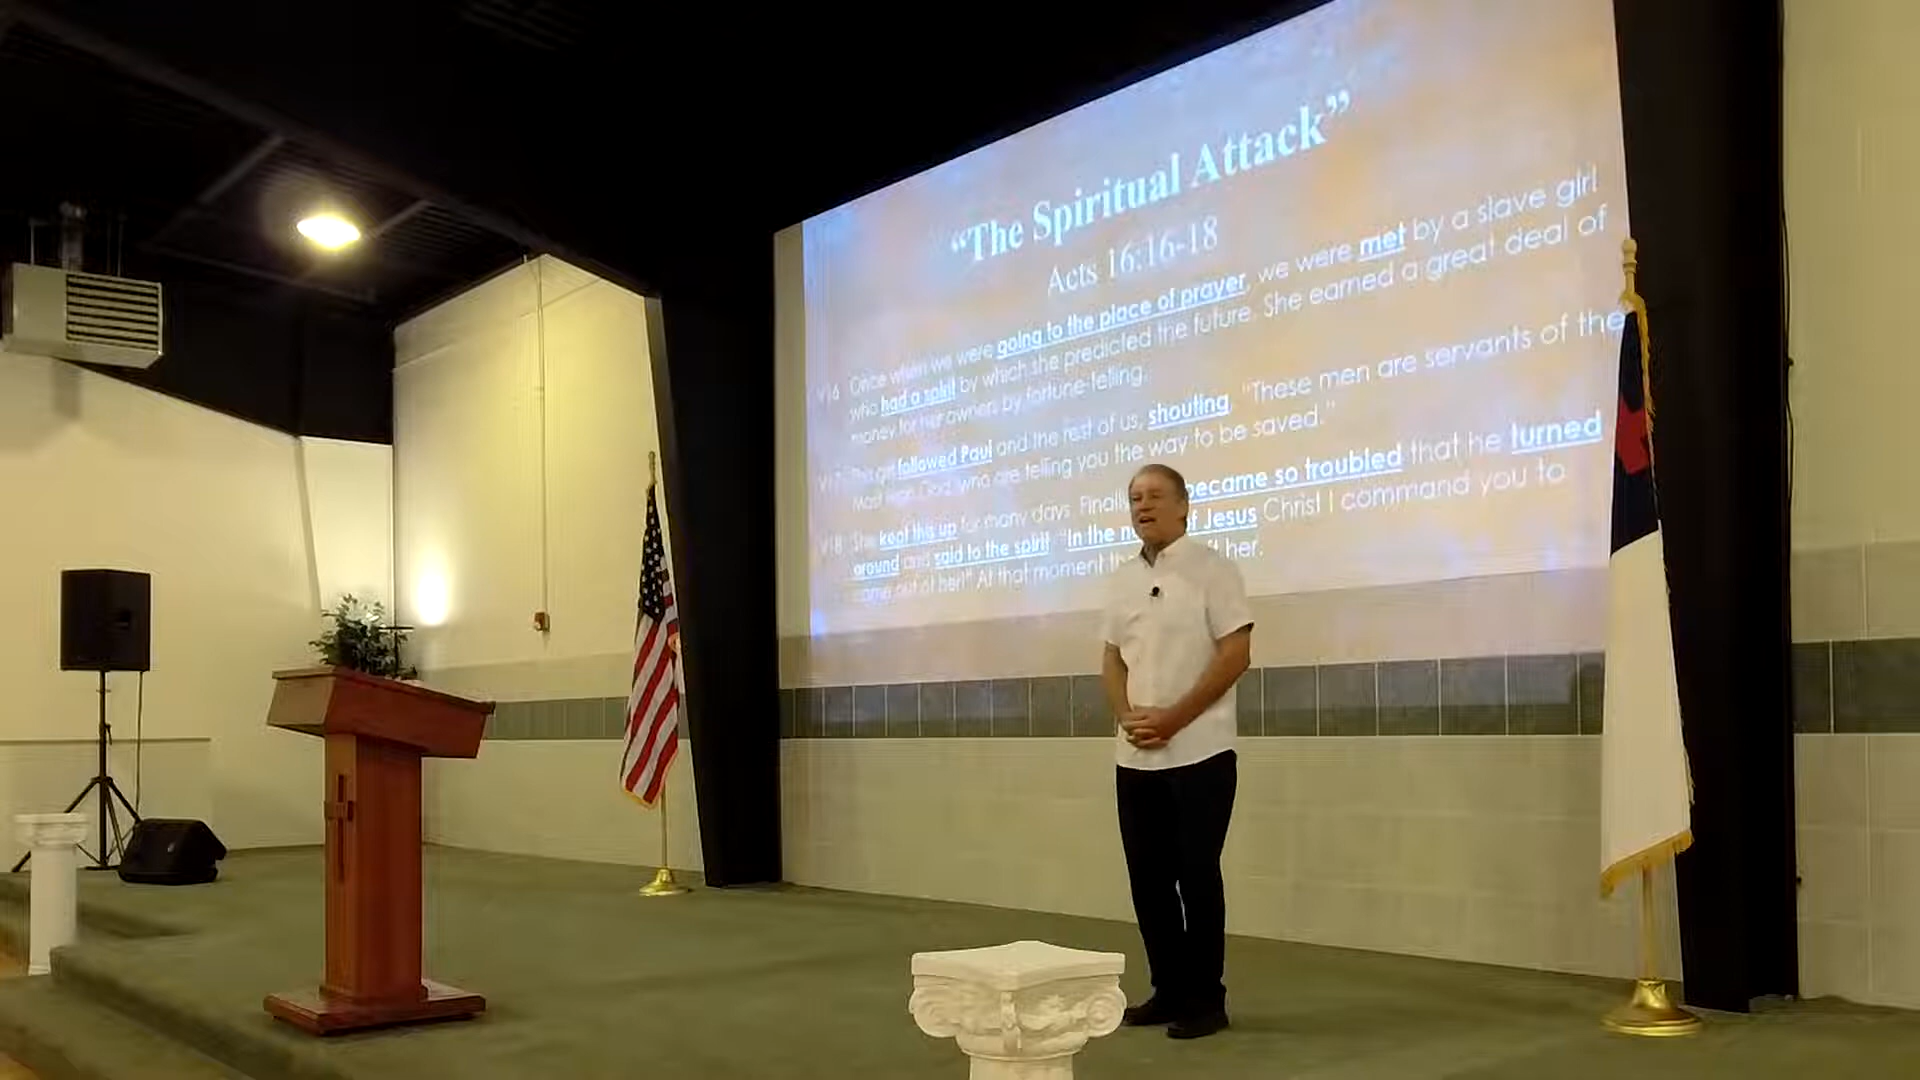 “The Spiritual Attack”
Acts 16:16-18
V16 Once when we were going to the place of prayer, we were met by a slave girl
who had a spirit by which she predicted the future. She earned a great deal of
money for her owners by fortune-telling.
V17 This girl followed Paul and the rest of us, shouting, “These men are servants of the
Most High God, who are telling you the way to be saved.”
V18 She kept this up for many days. Finally became so troubled that he turned
around and said to the spirit, “In the of Jesus Christ I command you to
come out of her!” At that moment her.